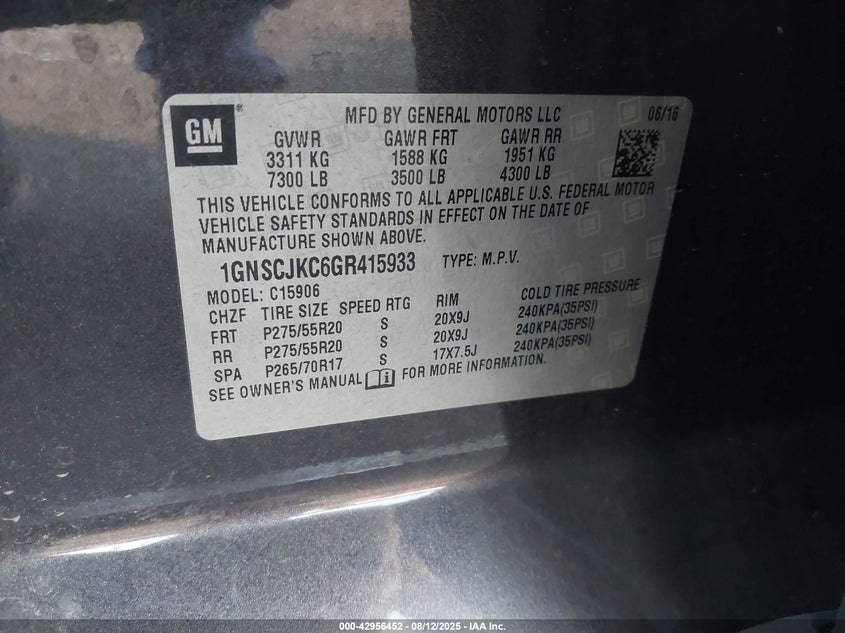 GM ®
MFD BY GENERAL MOTORS LLC 06/16
GVWR GAWR FRT GAWR RR
3311 KG 1588 KG 1951 KG
7300 LB 3500 LB 4300 LB
THIS VEHICLE CONFORMS TO ALL APPLICABLE U.S. FEDERAL MOTOR
VEHICLE SAFETY STANDARDS IN EFFECT ON THE DATE OF
MANUFACTURE SHOWN ABOVE.
1GNSCJKC6GR415933 TYPE: M.P.V.
MODEL: C15906
CHZF TIRE SIZE SPEED RTG RIM COLD TIRE PRESSURE
FRT P275/55R20 S 20X9J 240KPA(35PSI)
RR P275/55R20 S 20X9J 240KPA(35PSI)
SPA P265/70R17 S 17X7.5J 240KPA(35PSI)
SEE OWNER'S MANUAL FOR MORE INFORMATION.
000-42956452 - 08/12/2025 - IAA Inc.